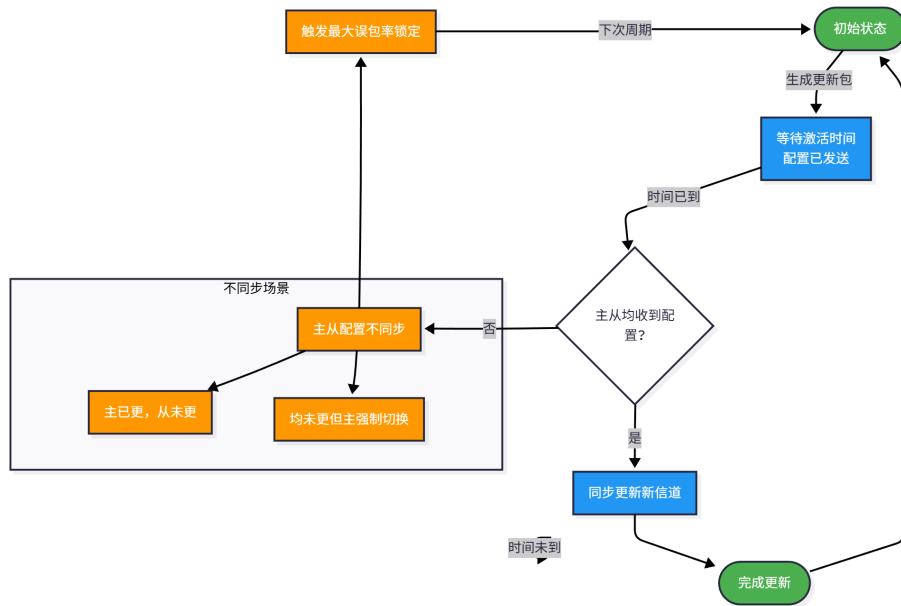 触发最大误包率锁定
下次周期
初始状态
生成更新包
等待激活时间
配置已发送
时间已到
不同步场景
主从配置不同步
否
主从均收到配
置？
主已更，从未更
均未更但主强制切换
是
同步更新新信道
时间未到
完成更新